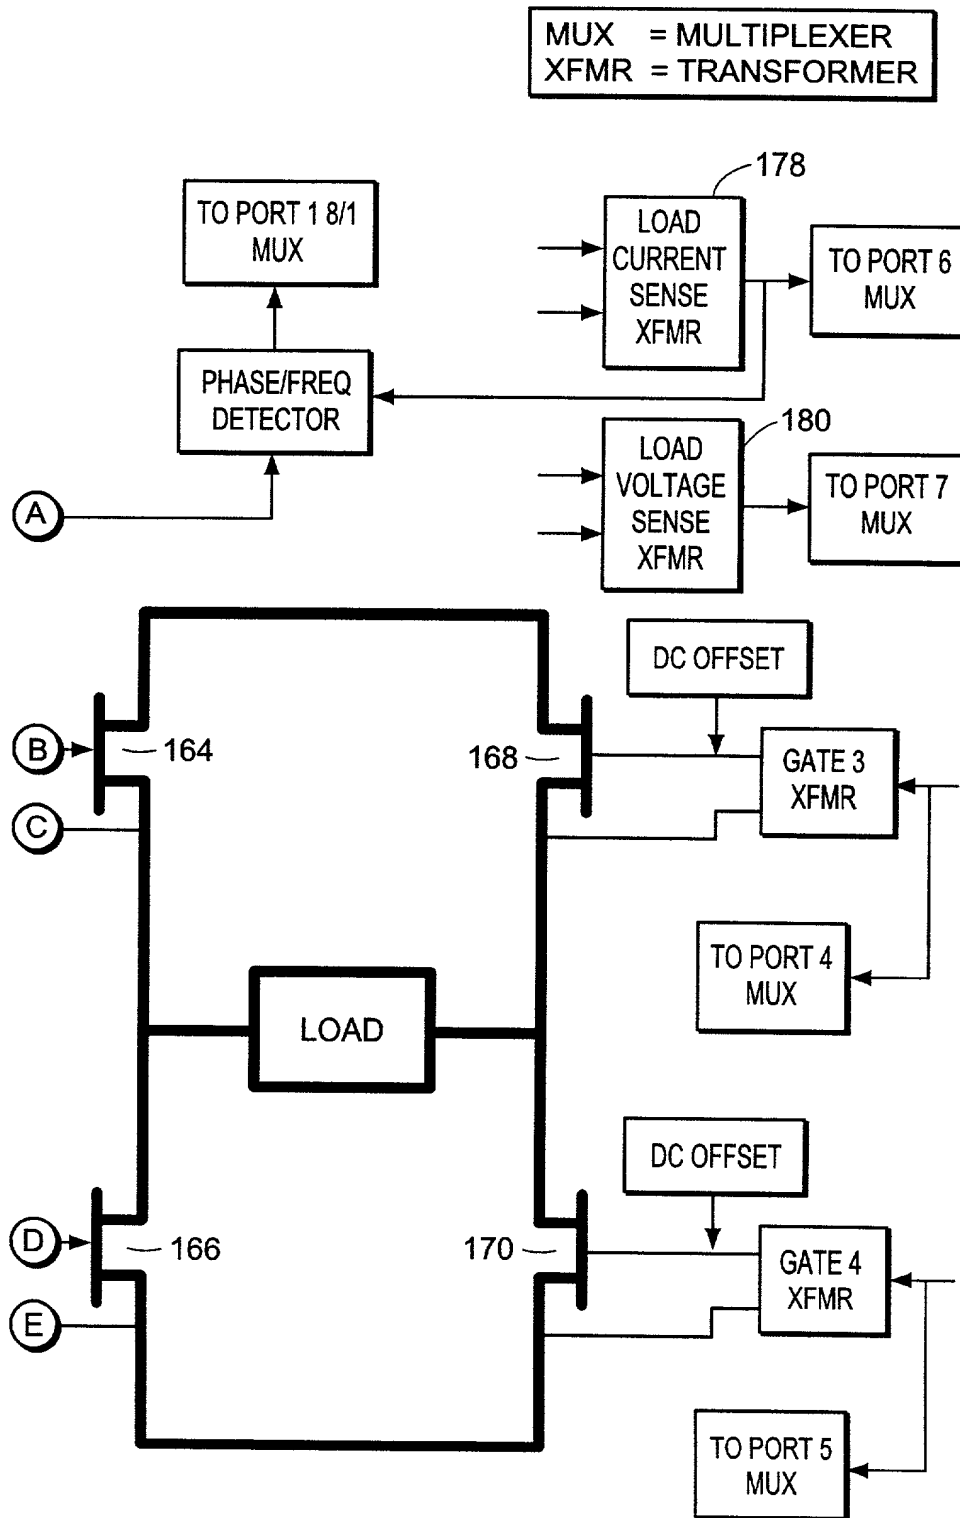 MUX = MULTIPLEXER
XFMR = TRANSFORMER
178
TO PORT 1 8/1
MUX
LOAD
CURRENT
SENSE
XFMR
TO PORT 6
MUX
PHASE/FREQ
DETECTOR
180
LOAD
VOLTAGE
SENSE
XFMR
TO PORT 7
MUX
A
DC OFFSET
B
164
168
GATE 3
XFMR
C
TO PORT 4
MUX
LOAD
DC OFFSET
D
166
170
GATE 4
XFMR
E
TO PORT 5
MUX